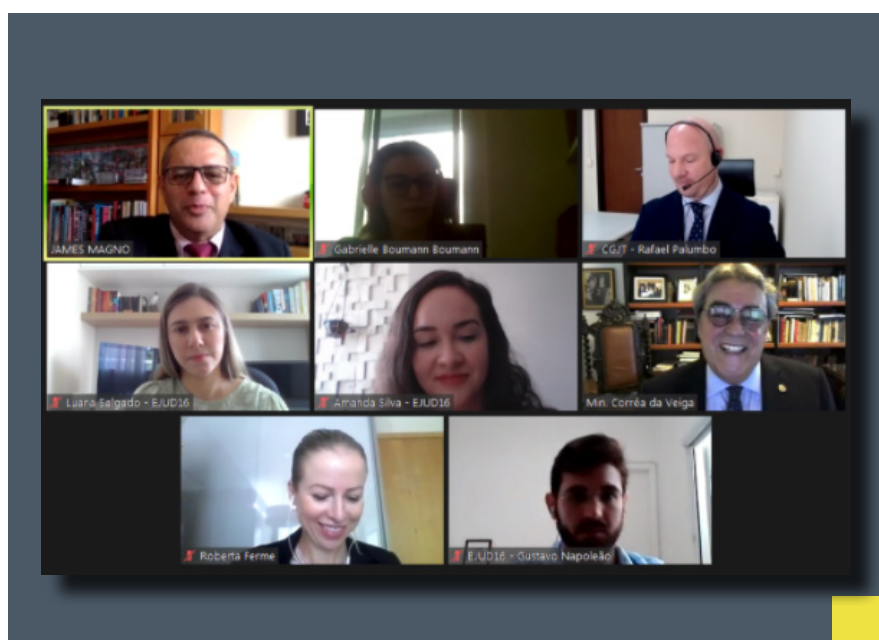 JAMES MAGNO
Gabrielle Boumann Boumann
CGJT - Rafael Palumbo
Luana Salgado - EJUD16
Amanda Silva - EJUD16
Min. Corrêa da Veiga
Roberta Ferme
EJUD16 - Gustavo Napoleão